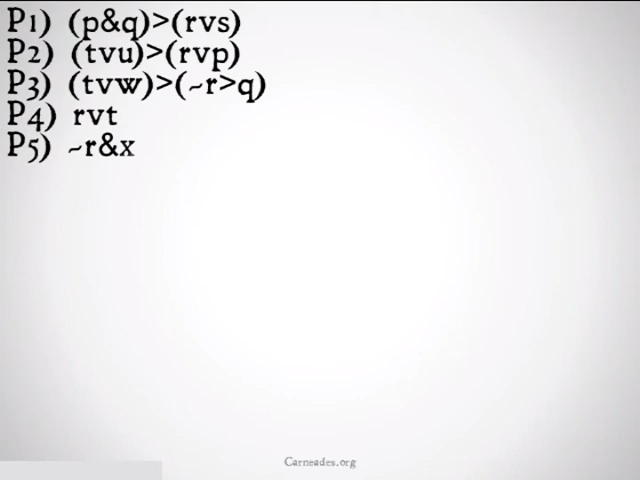 P1) (p&q)>(rvs)
P2) (tvu)>(rvp)
P3) (tvw)>(~r>q)
P4) rvt
P5) ~r&x
Carneades.org